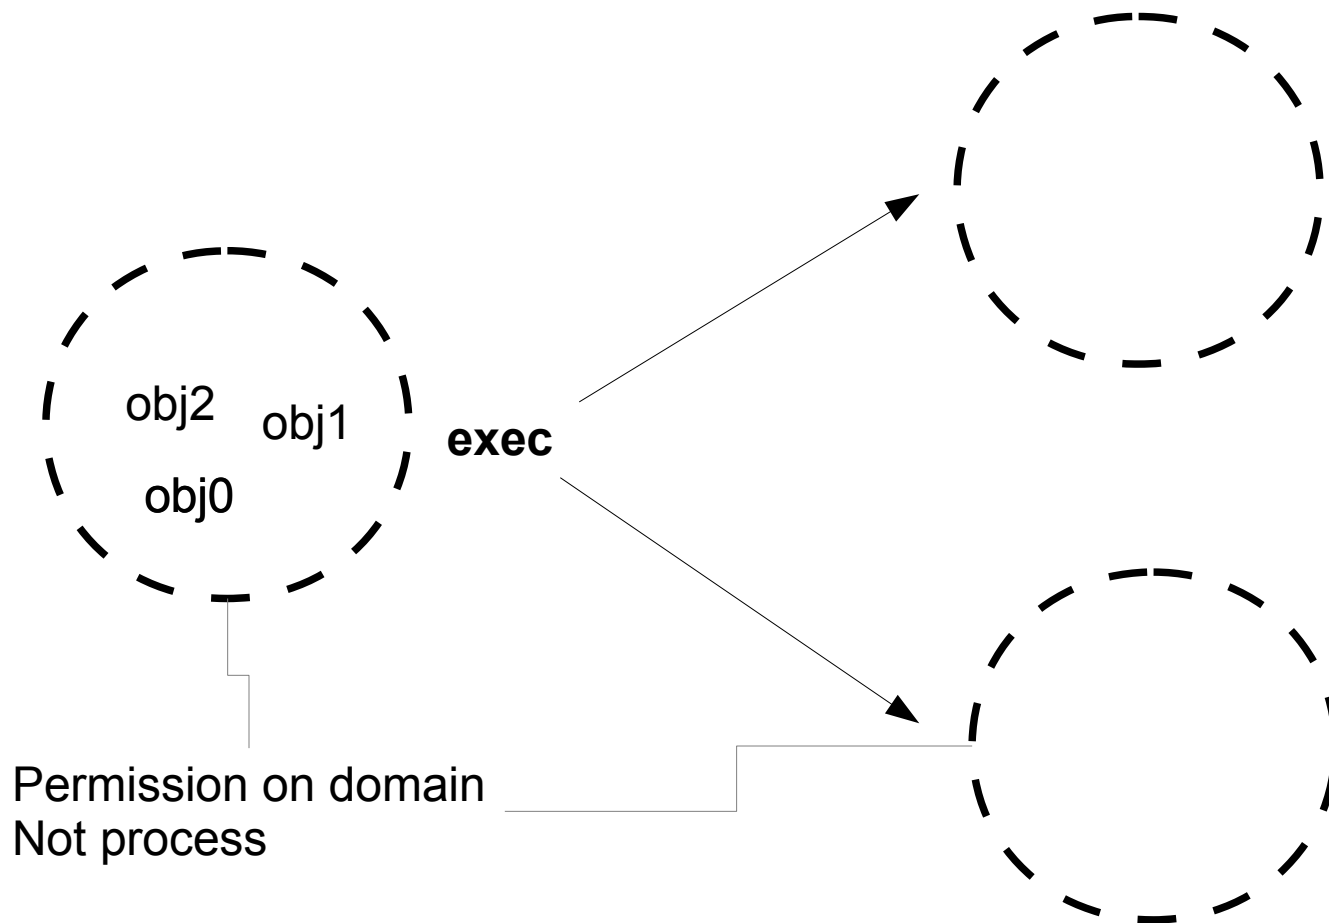 obj2
obj1
exec
obj0
Permission on domain
Not process